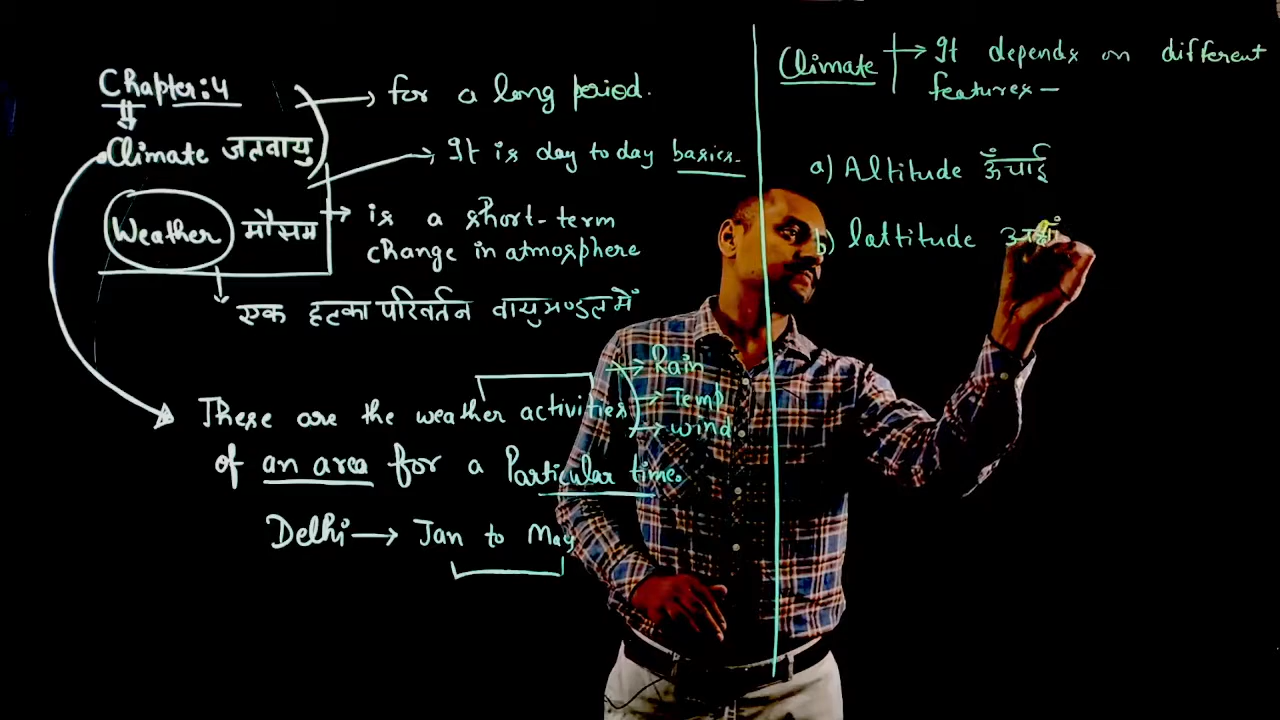 Chapter:4
Climate जलवायु
for a long period.
It is day to day basics.
Weather मौसम
is a short-term
change in atmosphere
एक हल्का परिवर्तन वायुमण्डल में
These are the weather activities
Rain
Temp
wind
of an area for a Particular time.
Delhi → Jan to May
Climate → It depends on different
features –
a) Altitude ऊँचाई
b) lattitude